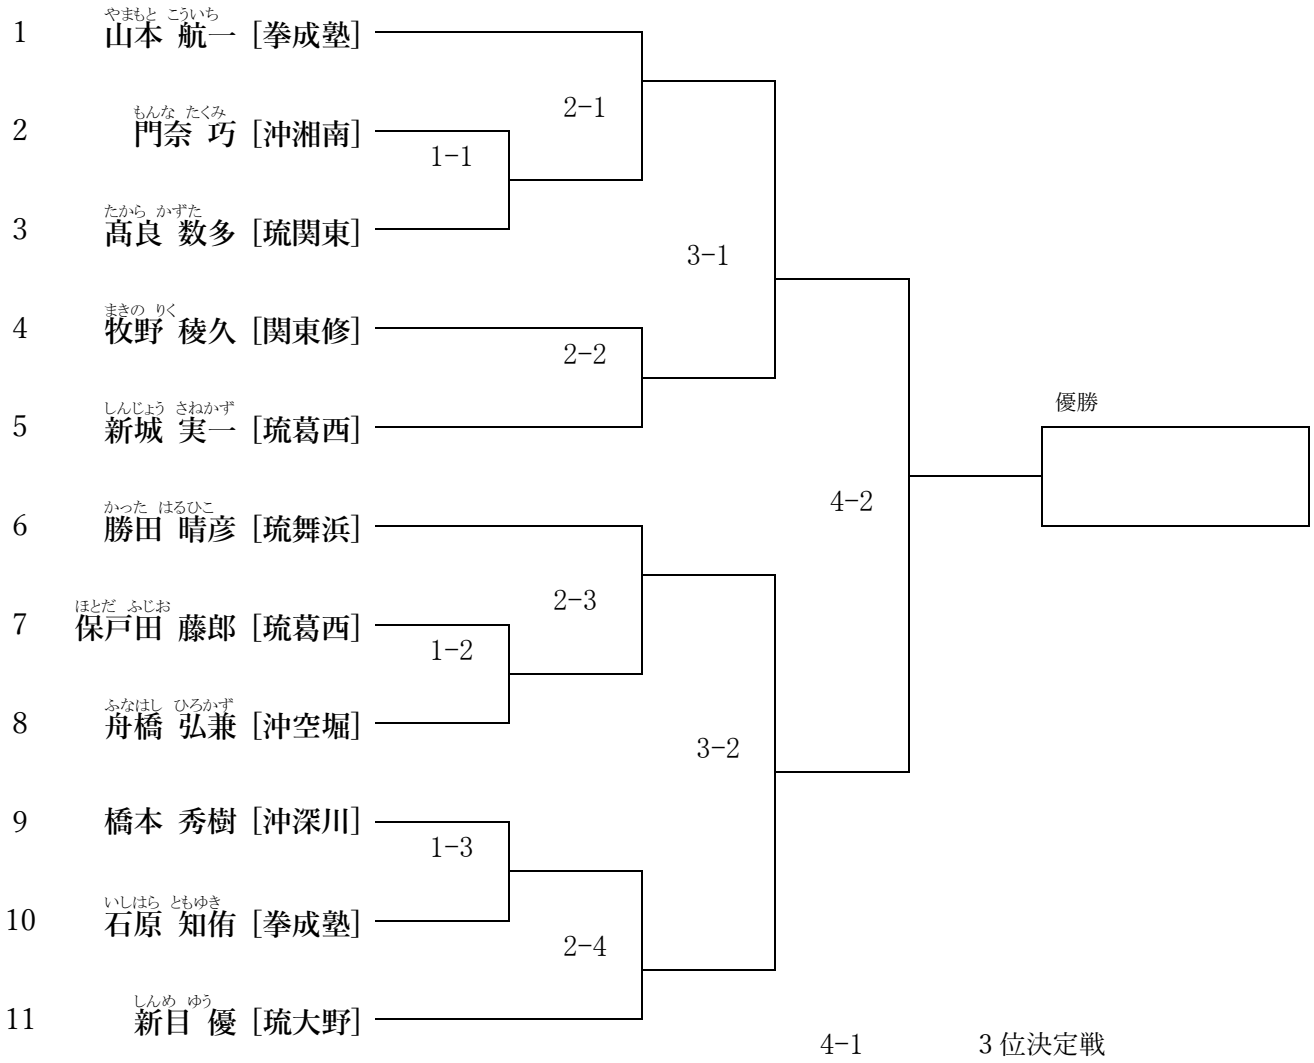 やまもと こういち
1 山本 航一 [拳成塾]
もんな たくみ
2-1
2 門奈 巧 [沖湘南]
1-1
たから かずた
3 髙良 数多 [琉関東]
3-1
まきの りく
4 牧野 稜久 [関東修]
2-2
しんじょう さねかず
優勝
5 新城 実一 [琉葛西]
4-2
かった はるひこ
6 勝田 晴彦 [琉舞浜]
2-3
ほとだ ふじお
7 保戸田 藤郎 [琉葛西]
1-2
ふなはし ひろかず
8 舟橋 弘兼 [沖空堀]
3-2
9 橋本 秀樹 [沖深川]
1-3
いしはら ともゆき
10 石原 知侑 [拳成塾]
2-4
しんめ ゆう
11 新目 優 [琉大野]
4-1 3位決定戦